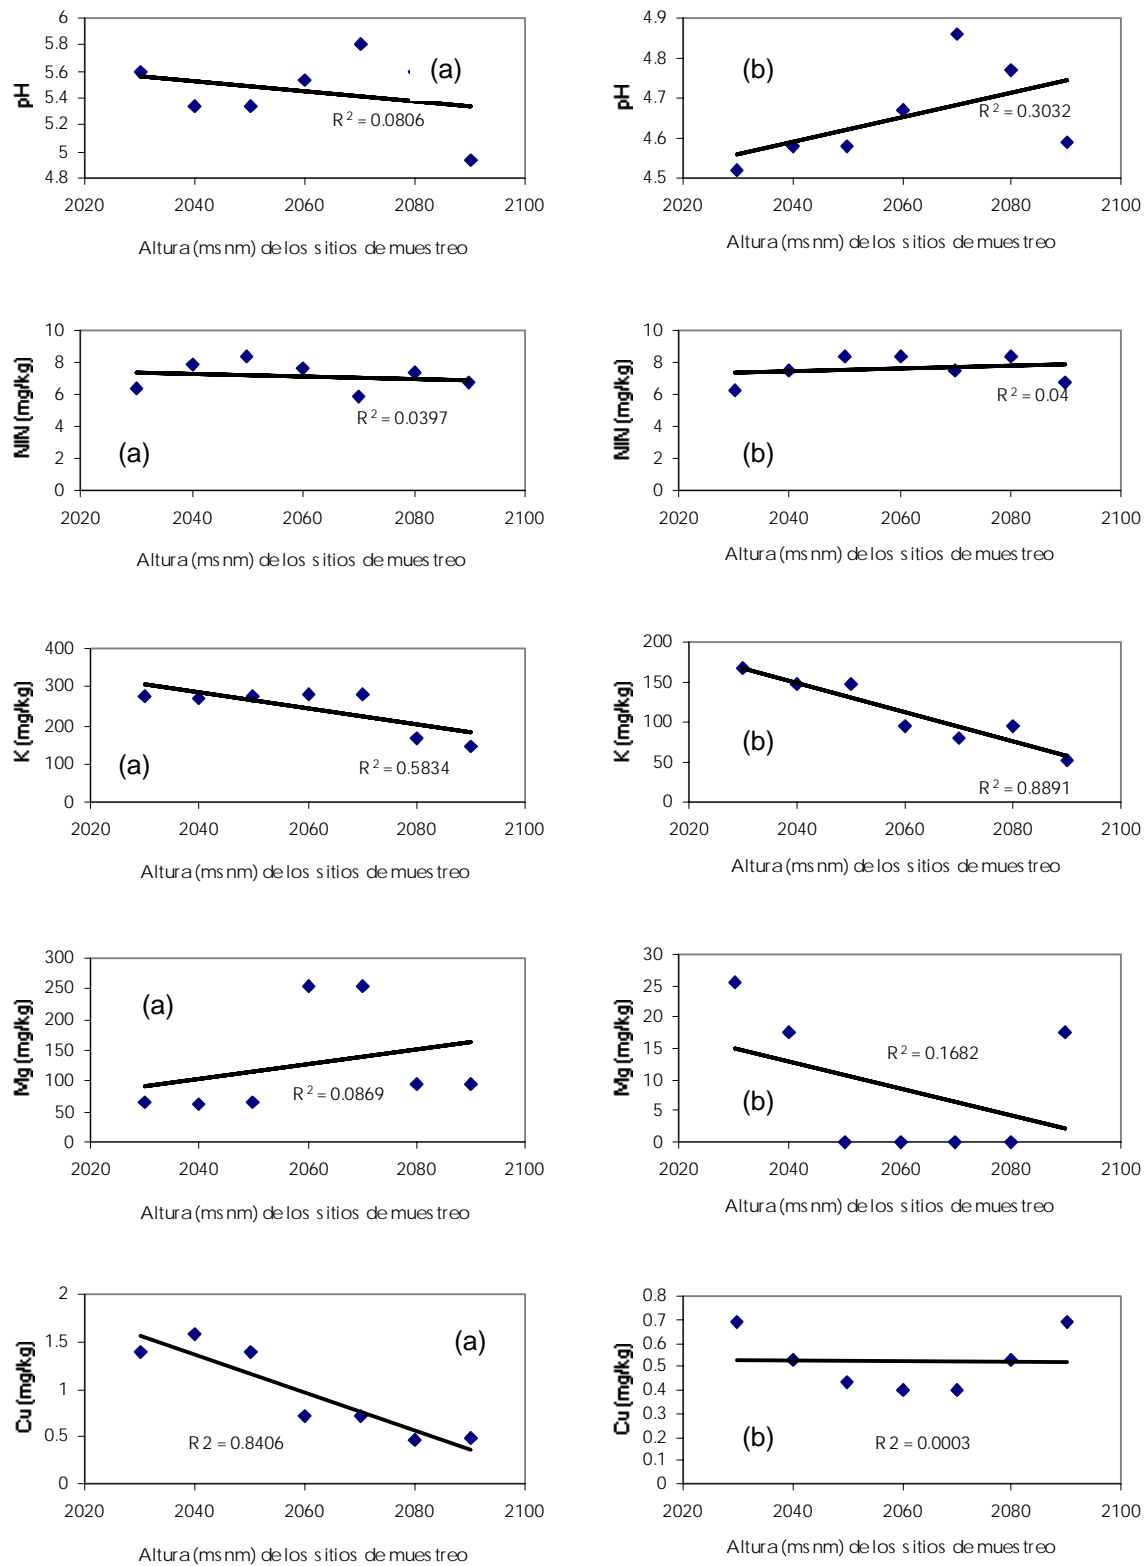 6
5.8
5.6
5.4
5.2
5
4.8
pH
(a)
R² = 0.0806
2020 2040 2060 2080 2100
Altura (msnm) de los sitios de muestreo
4.9
4.8
4.7
4.6
4.5
pH
(b)
R² = 0.3032
2020 2040 2060 2080 2100
Altura (msnm) de los sitios de muestreo
10
8
6
4
2
0
NIN (mg/kg)
R² = 0.0397
(a)
2020 2040 2060 2080 2100
Altura (msnm) de los sitios de muestreo
10
8
6
4
2
0
NIN (mg/kg)
R² = 0.04
(b)
2020 2040 2060 2080 2100
Altura (msnm) de los sitios de muestreo
400
300
200
100
0
K (mg/kg)
(a)
R² = 0.5834
2020 2040 2060 2080 2100
Altura (msnm) de los sitios de muestreo
200
150
100
50
0
K (mg/kg)
(b)
R² = 0.8891
2020 2040 2060 2080 2100
Altura (msnm) de los sitios de muestreo
300
250
200
150
100
50
0
Mg (mg/kg)
(a)
R² = 0.0869
2020 2040 2060 2080 2100
Altura (msnm) de los sitios de muestreo
30
25
20
15
10
5
0
Mg (mg/kg)
R² = 0.1682
(b)
2020 2040 2060 2080 2100
Altura (msnm) de los sitios de muestreo
2
1.5
1
0.5
0
Cu (mg/kg)
(a)
R2 = 0.8406
2020 2040 2060 2080 2100
Altura (msnm) de los sitios de muestreo
0.8
0.7
0.6
0.5
0.4
0.3
0.2
0.1
0
Cu (mg/kg)
(b)
R2 = 0.0003
2020 2040 2060 2080 2100
Altura (msnm) de los sitios de muestreo